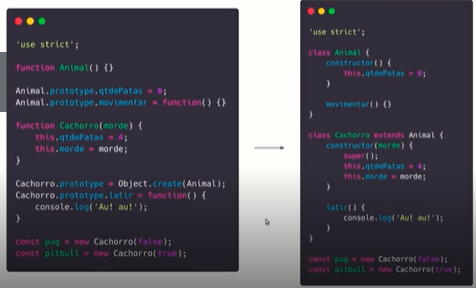 'use strict';
function Animal() {}
Animal.prototype.qtdePatas = 0;
Animal.prototype.movimentar = function() {}
function Cachorro(morde) {
this.qtdePatas = 4;
this.morde = morde;
}
Cachorro.prototype = Object.create(Animal);
Cachorro.prototype.latir = function() {
console.log('Au! au!');
}
const pug = new Cachorro(false);
const pitbull = new Cachorro(true);
'use strict';
class Animal {
constructor() {
this.qtdePatas = 0;
}
movimentar() {}
}
class Cachorro extends Animal {
constructor(morde) {
super();
this.qtdePatas = 4;
this.morde = morde;
}
latir() {
console.log('Au! au!');
}
}
const pug = new Cachorro(false);
const pitbull = new Cachorro(true);